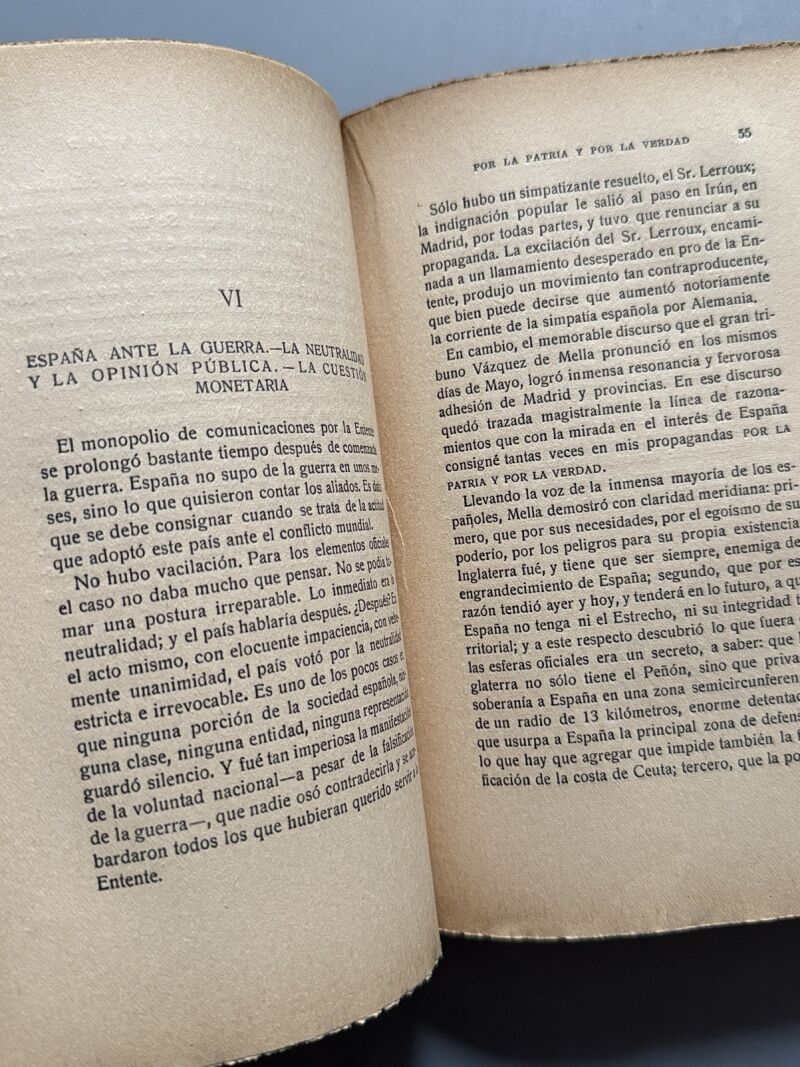 VI
ESPAÑA ANTE LA GUERRA.—LA NEUTRALIDAD
Y LA OPINIÓN PÚBLICA.—LA CUESTIÓN
MONETARIA
El monopolio de comunicaciones por la Entente
se prolongó bastante tiempo después de comenzada
la guerra. España no supo de la guerra en unos me-
ses, sino lo que quisieron contar los aliados. Es
que se debe consignar cuando se trata de la actitud
que adoptó este país ante el conflicto mundial.
No hubo vacilación. Para los elementos oficiales
el caso no daba mucho que pensar. No se podía to-
mar una postura irreparable. Lo inmediato era la
neutralidad; y el país hablaría después. ¿Después? En
el acto mismo, con elocuente impaciencia, con
mente unanimidad, el país votó por la neutralidad
estricta e irrevocable. Es uno de los pocos casos
que ninguna porción de la sociedad española, nin-
guna clase, ninguna entidad, ninguna representación
guardó silencio. Y fué tan imperiosa la manifestación
de la voluntad nacional—a pesar de la falsificación
de la guerra—, que nadie osó contradecirla y se aco-
bardaron todos los que hubieran querido servir a
Entente.
POR LA PATRIA Y POR LA VERDAD 55
Sólo hubo un simpatizante resuelto, el Sr. Lerroux;
la indignación popular le salió al paso en Irún, en
Madrid, por todas partes, y tuvo que renunciar a su
propaganda. La excitación del Sr. Lerroux, encami-
nada a un llamamiento desesperado en pro de la En-
tente, produjo un movimiento tan contraproducente,
que bien puede decirse que aumentó notoriamente
la corriente de la simpatía española por Alemania.
En cambio, el memorable discurso que el gran tri-
buno Vázquez de Mella pronunció en los mismos
días de Mayo, logró inmensa resonancia y fervorosa
adhesión de Madrid y provincias. En ese discurso
quedó trazada magistralmente la línea de razona-
mientos que con la mirada en el interés de España
consigné tantas veces en mis propagandas POR LA
PATRIA Y POR LA VERDAD.
Llevando la voz de la inmensa mayoría de los es-
pañoles, Mella demostró con claridad meridiana: pri-
mero, que por sus necesidades, por el egoísmo de su
poderío, por los peligros para su propia existencia
Inglaterra fué, y tiene que ser siempre, enemiga de
engrandecimiento de España; segundo, que por es
razón tendió ayer y hoy, y tenderá en lo futuro, a qu
España no tenga ni el Estrecho, ni su integridad t
rritorial; y a este respecto descubrió lo que fuera
las esferas oficiales era un secreto, a saber: que
glaterra no sólo tiene el Peñón, sino que priva
soberanía a España en una zona semicircunferen
de un radio de 13 kilómetros, enorme detentac
que usurpa a España la principal zona de defens
lo que hay que agregar que impide también la f
ficación de la costa de Ceuta; tercero, que la po